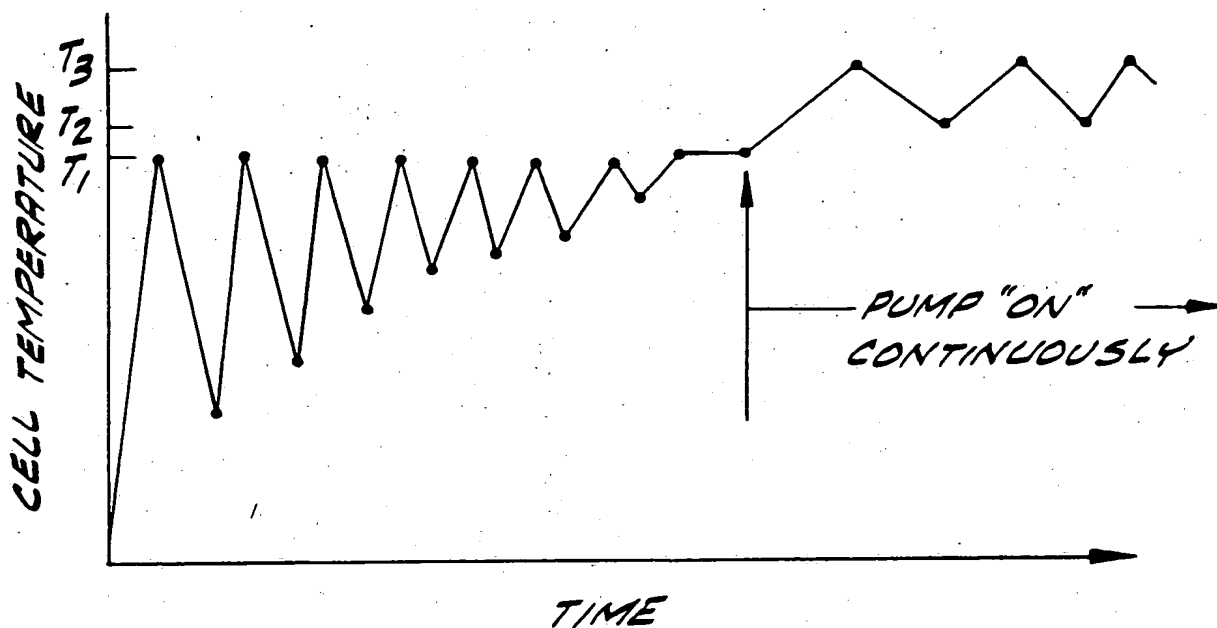 T3
T2
T1
CELL TEMPERATURE
PUMP "ON"
CONTINUOUSLY
TIME